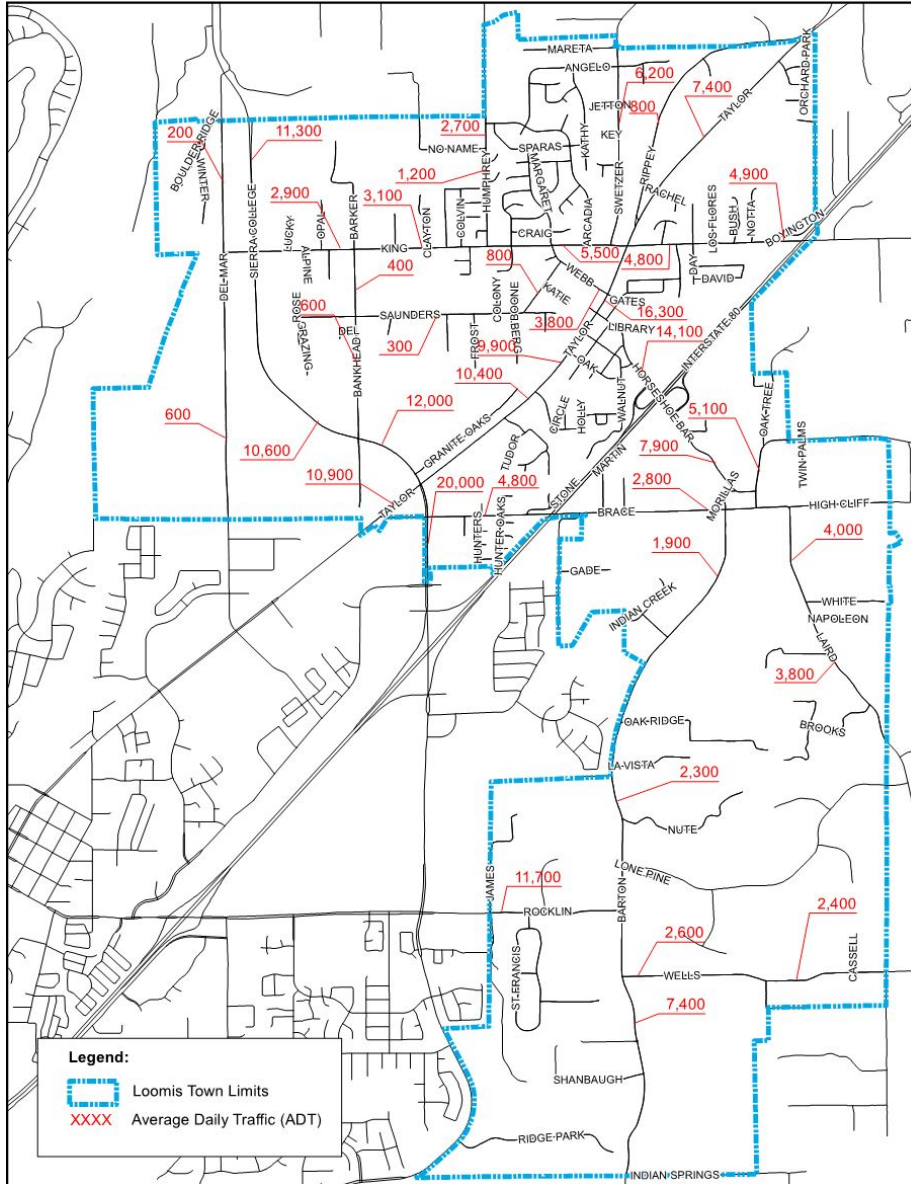 MARETA
ANGELO
6,200
7,400
ORCHARD PARK
JETTON
800
TAYLOR
KEY
KATHY
200
11,300
2,700
BOULDER RIDGE
WINTER
NO NAME
SPARAS
MARGARET
RIPPEY
1,200
HUMPHREY
SWETZER
ARCADIA
RACHEL
4,900
2,900
3,100
BARKER
CLAYTON
COLVIN
LOS FLORES
BUSH
NOTTA
BOYINGTON
LUCKY
OPAL
ALPINE
KING
CRAIG
5,500
4,800
DAY
DAVID
DEL MAR
SIERRA COLLEGE
400
800
WEBB
KATIE
GATES
16,300
600
ROSE
GRAZING
SAUNDERS
DEL
300
COLONY
BOONE
GREB
FROST
3,800
LIBRARY
14,100
INTERSTATE 80
9,900
TAYLOR
OAK
BANKHEAD
10,400
WALNUT
HORSESHOE BAR
OAK TREE
CIRCLE
HOLLY
5,100
12,000
600
10,600
GRANITE OAKS
TUDOR
7,900
TWIN PALMS
10,900
TAYLOR
20,000
4,800
STONE
MARTIN
2,800
MORILLAS
BRACE
HIGH CLIFF
HUNTERS
HUNTER OAKS
1,900
4,000
GADE
INDIAN CREEK
WHITE
NAPOLEON
LAIRD
3,800
OAK RIDGE
BROOKS
LA VISTA
2,300
NUTE
LONE PINE
JAMES
11,700
ROCKLIN
BARTON
2,400
2,600
CASSELL
WELLS
ST FRANCIS
7,400
SHANBAUGH
RIDGE PARK
INDIAN SPRINGS
Legend:
Loomis Town Limits
XXXX Average Daily Traffic (ADT)